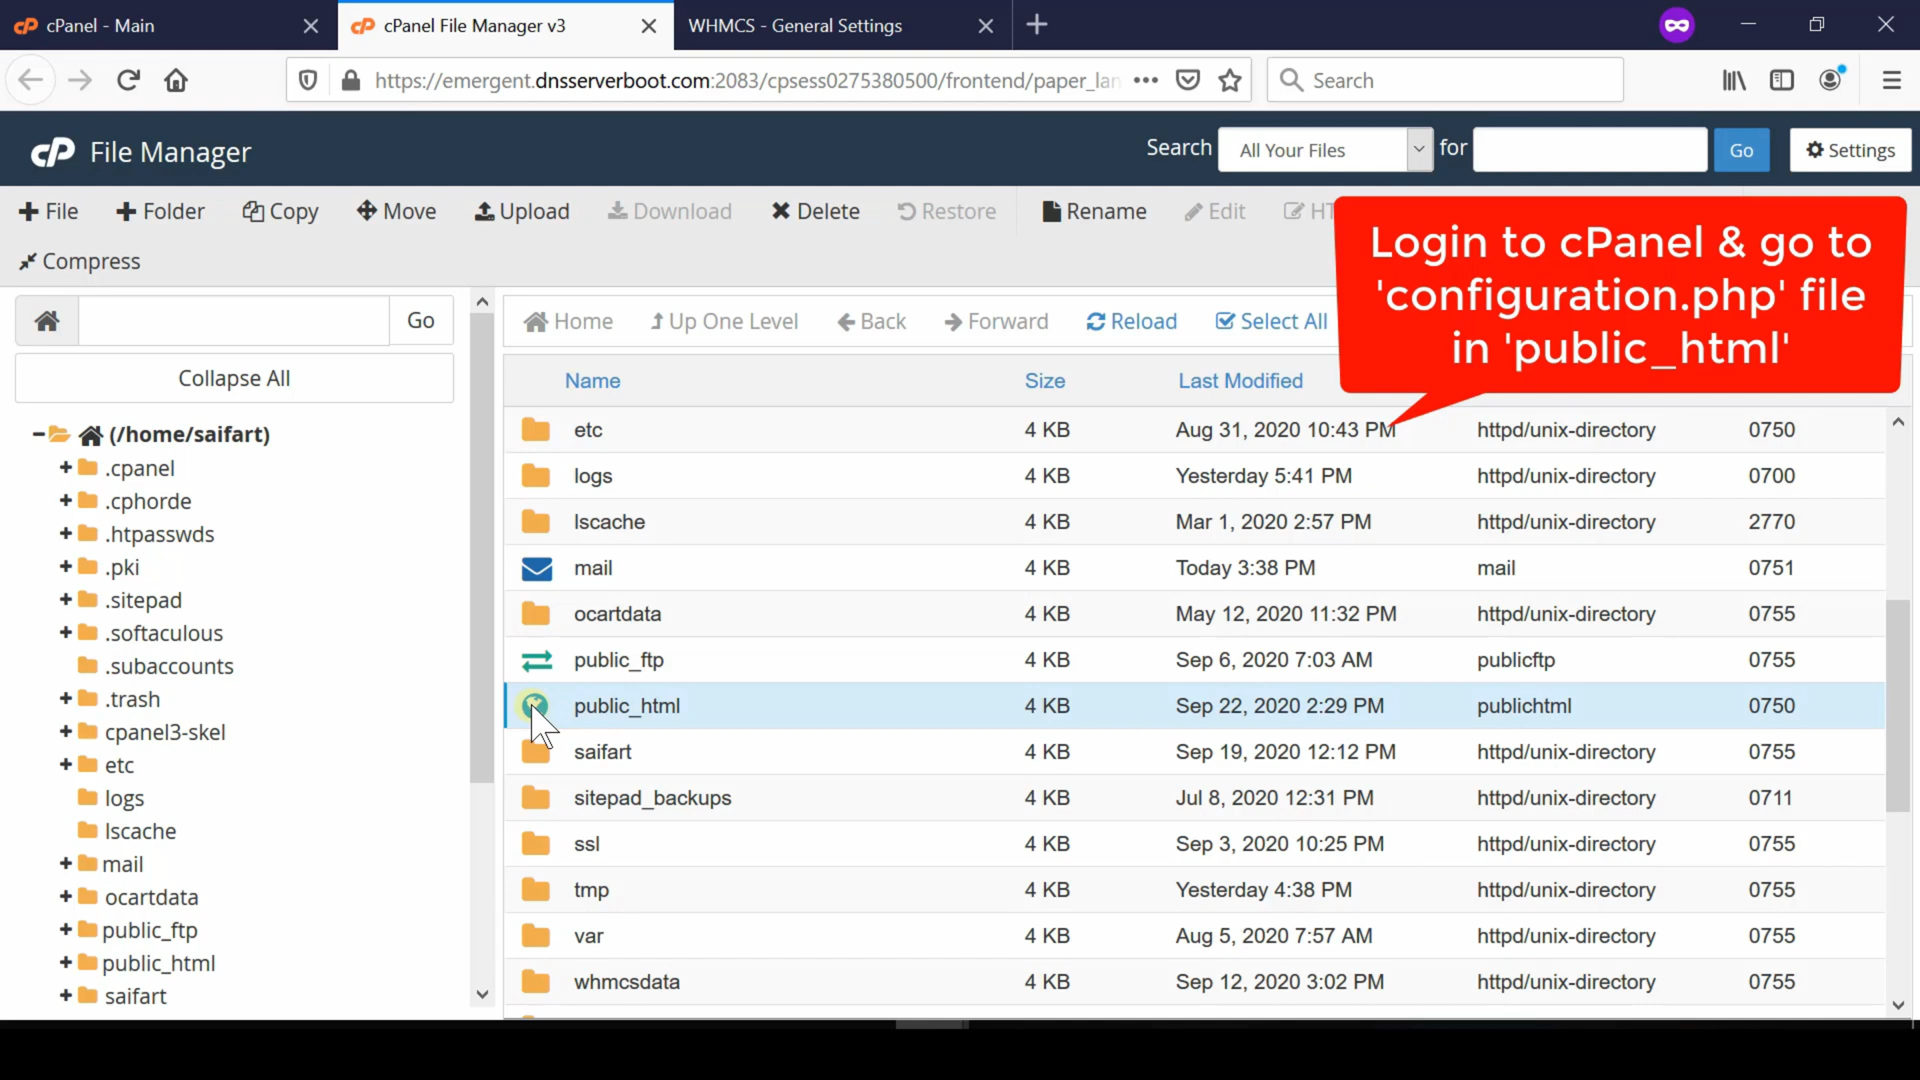 cPanel - Main
cPanel File Manager v3
WHMCS - General Settings
https://emergent.dnsserverboot.com:2083/cpsess0275380500/frontend/paper_lan
Search
cP File Manager
Search All Your Files for Go Settings
File Folder Copy Move Upload Download Delete Restore Rename Edit HT
Compress
Login to cPanel & go to
'configuration.php' file
in 'public_html'
Go
Collapse All
(/home/saifart)
.cpanel
.cphorde
.htpasswds
.pki
.sitepad
.softaculous
.subaccounts
.trash
cpanel3-skel
etc
logs
lscache
mail
ocartdata
public_ftp
public_html
saifart
Home Up One Level Back Forward Reload Select All
Name Size Last Modified
etc 4 KB Aug 31, 2020 10:43 PM httpd/unix-directory 0750
logs 4 KB Yesterday 5:41 PM httpd/unix-directory 0700
lscache 4 KB Mar 1, 2020 2:57 PM httpd/unix-directory 2770
mail 4 KB Today 3:38 PM mail 0751
ocartdata 4 KB May 12, 2020 11:32 PM httpd/unix-directory 0755
public_ftp 4 KB Sep 6, 2020 7:03 AM publicftp 0755
public_html 4 KB Sep 22, 2020 2:29 PM publichtml 0750
saifart 4 KB Sep 19, 2020 12:12 PM httpd/unix-directory 0755
sitepad_backups 4 KB Jul 8, 2020 12:31 PM httpd/unix-directory 0711
ssl 4 KB Sep 3, 2020 10:25 PM httpd/unix-directory 0755
tmp 4 KB Yesterday 4:38 PM httpd/unix-directory 0755
var 4 KB Aug 5, 2020 7:57 AM httpd/unix-directory 0755
whmcsdata 4 KB Sep 12, 2020 3:02 PM httpd/unix-directory 0755